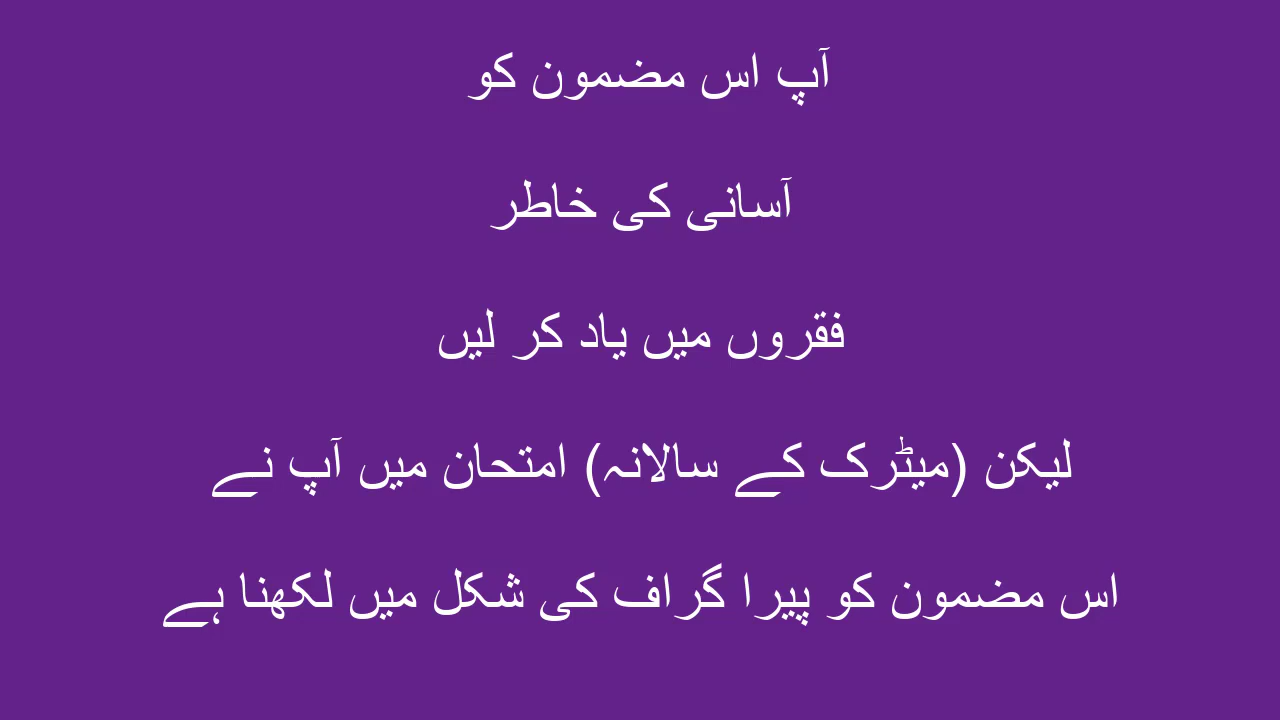 آپ اس مضمون کو
آسانی کی خاطر
فقروں میں یاد کر لیں
لیکن (میٹرک کے سالانہ) امتحان میں آپ نے
اس مضمون کو پیرا گراف کی شکل میں لکھنا ہے